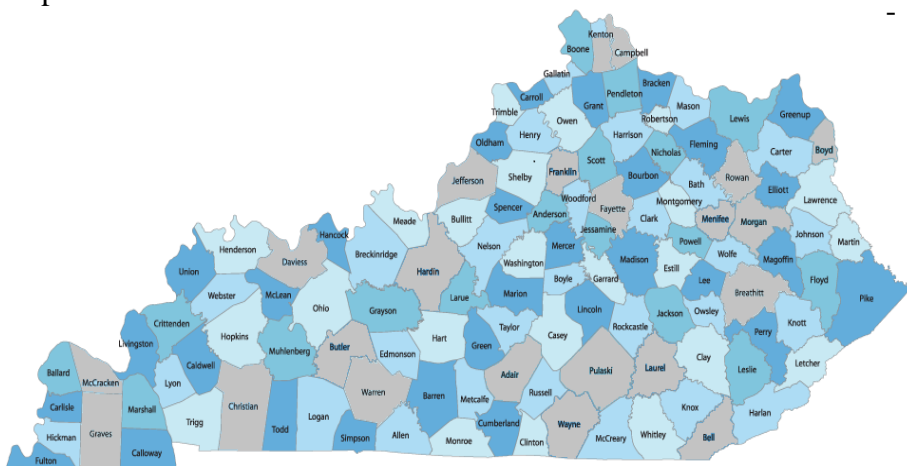 Kenton
Boone
Campbell
Gallatin
Carroll
Grant
Pendleton
Bracken
Trimble
Owen
Mason
Robertson
Lewis
Greenup
Oldham
Henry
Harrison
Fleming
Carter
Boyd
Nicholas
Scott
Jefferson
Shelby
Franklin
Bourbon
Bath
Rowan
Elliott
Woodford
Fayette
Montgomery
Lawrence
Meade
Bullitt
Spencer
Anderson
Clark
Menifee
Morgan
Hancock
Henderson
Daviess
Breckinridge
Nelson
Mercer
Jessamine
Madison
Powell
Wolfe
Johnson
Martin
Union
Hardin
Washington
Boyle
Garrard
Estill
Lee
Magoffin
Floyd
Pike
Webster
McLean
Ohio
Grayson
Larue
Marion
Lincoln
Breathitt
Crittenden
Livingston
Hopkins
Muhlenberg
Butler
Edmonson
Hart
Green
Taylor
Casey
Rockcastle
Jackson
Owsley
Perry
Knott
Caldwell
Ballard
McCracken
Lyon
Warren
Adair
Pulaski
Laurel
Clay
Leslie
Letcher
Carlisle
Marshall
Christian
Trigg
Todd
Logan
Simpson
Allen
Barren
Metcalfe
Monroe
Cumberland
Russell
Clinton
Wayne
McCreary
Whitley
Knox
Bell
Harlan
Hickman
Graves
Fulton
Calloway